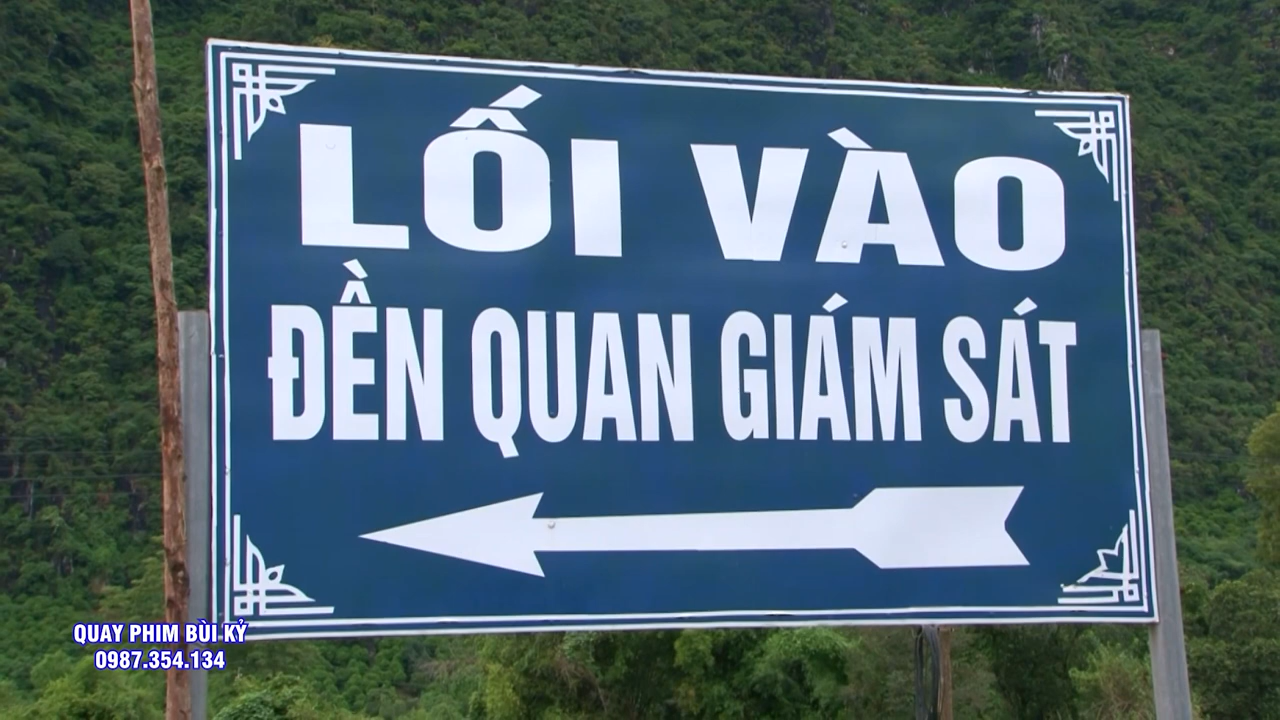 LỐI VÀO
ĐỀN QUAN GIÁM SÁT
QUAY PHIM BÙI KỶ
0987.354.134